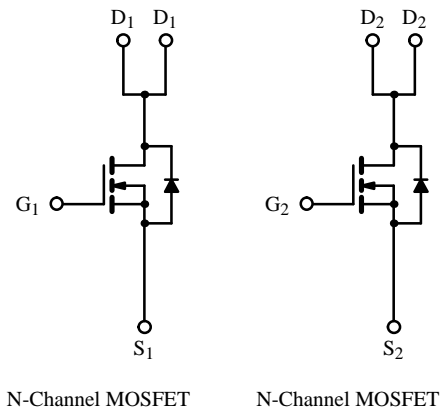 D1 D1 D2 D2
G1 G2
S1 S2
N-Channel MOSFET N-Channel MOSFET